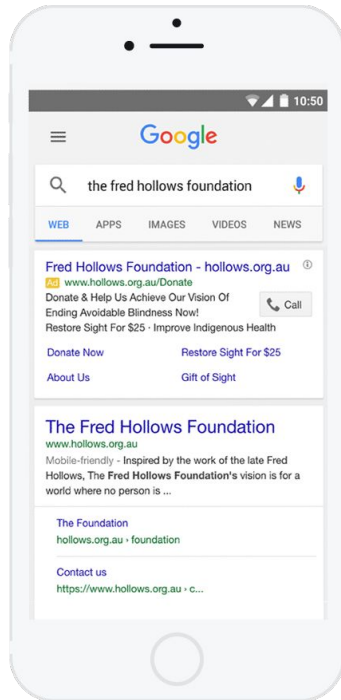 10:50
Google
the fred hollows foundation
WEB APPS IMAGES VIDEOS NEWS
Fred Hollows Foundation - hollows.org.au
Ad www.hollows.org.au/Donate
Donate & Help Us Achieve Our Vision Of
Ending Avoidable Blindness Now!
Call
Restore Sight For $25 · Improve Indigenous Health
Donate Now Restore Sight For $25
About Us Gift of Sight
The Fred Hollows Foundation
www.hollows.org.au
Mobile-friendly - Inspired by the work of the late Fred
Hollows, The Fred Hollows Foundation's vision is for a
world where no person is ...
The Foundation
hollows.org.au › foundation
Contact us
https://www.hollows.org.au › c...